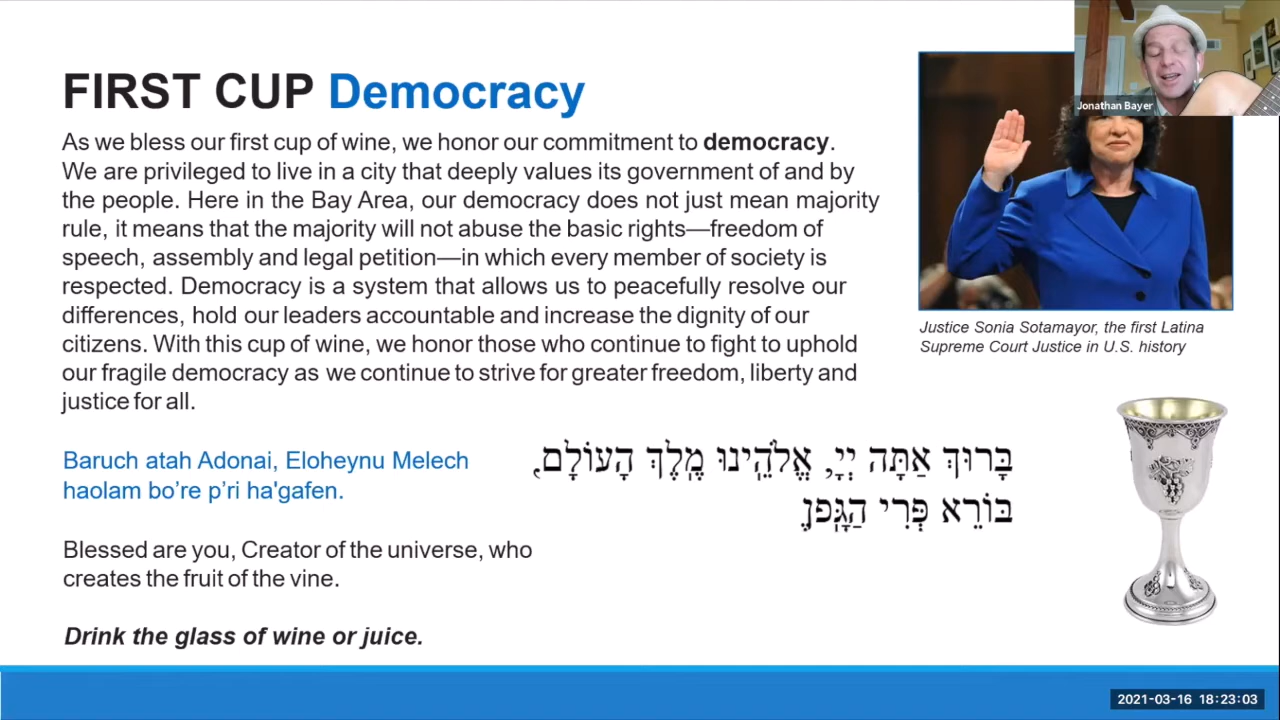 FIRST CUP Democracy
As we bless our first cup of wine, we honor our commitment to democracy.
We are privileged to live in a city that deeply values its government of and by
the people. Here in the Bay Area, our democracy does not just mean majority
rule, it means that the majority will not abuse the basic rights—freedom of
speech, assembly and legal petition—in which every member of society is
respected. Democracy is a system that allows us to peacefully resolve our
differences, hold our leaders accountable and increase the dignity of our
citizens. With this cup of wine, we honor those who continue to fight to uphold
our fragile democracy as we continue to strive for greater freedom, liberty and
justice for all.
Baruch atah Adonai, Eloheynu Melech
haolam bo’re p’ri ha'gafen.
בָּרוּךְ אַתָּה יְיָ, אֱלֹהֵינוּ מֶלֶךְ הָעוֹלָם,
בּוֹרֵא פְּרִי הַגָּפֶן
Blessed are you, Creator of the universe, who
creates the fruit of the vine.
Drink the glass of wine or juice.
Jonathan Bayer
Justice Sonia Sotamayor, the first Latina
Supreme Court Justice in U.S. history
2021-03-16 18:23:03